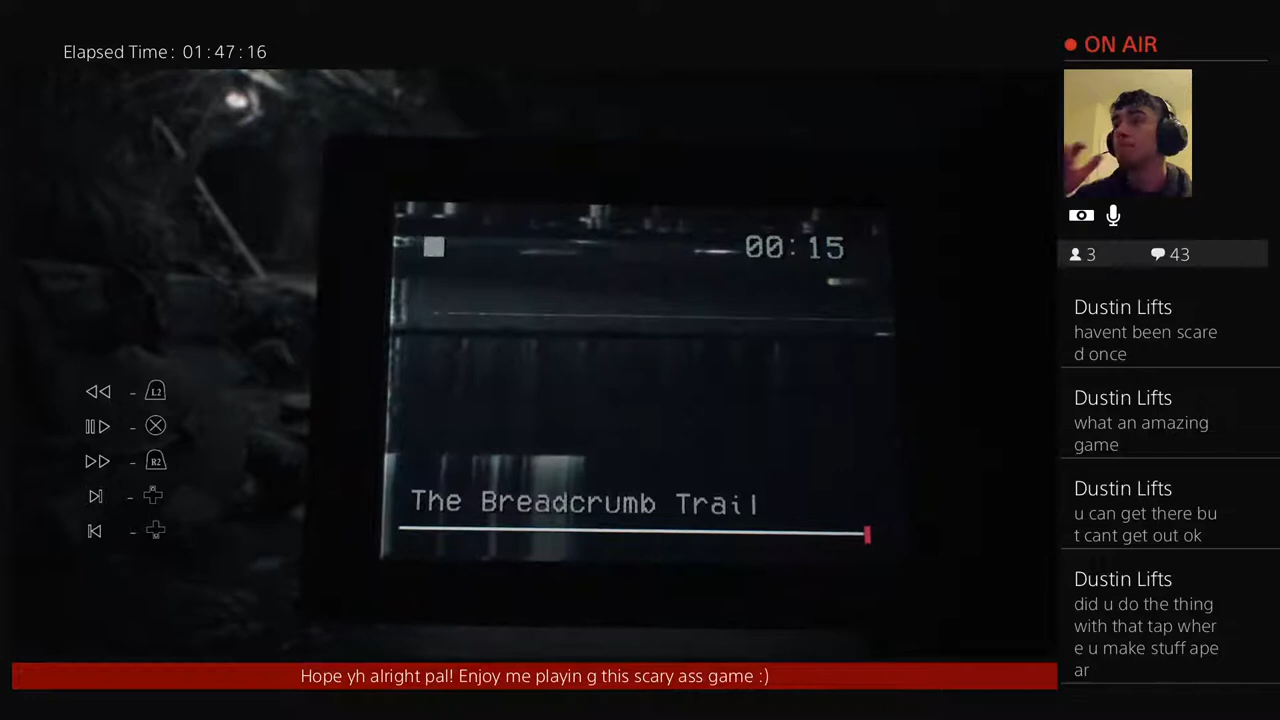 Elapsed Time: 01:47:16
ON AIR
3 43
00:15
Dustin Lifts
havent been scare
d once
Dustin Lifts
what an amazing
game
Dustin Lifts
u can get there bu
t cant get out ok
Dustin Lifts
did u do the thing
with that tap wher
e u make stuff ape
ar
- L2
-
- R2
-
-
The Breadcrumb Trail
Hope yh alright pal! Enjoy me playin g this scary ass game :)